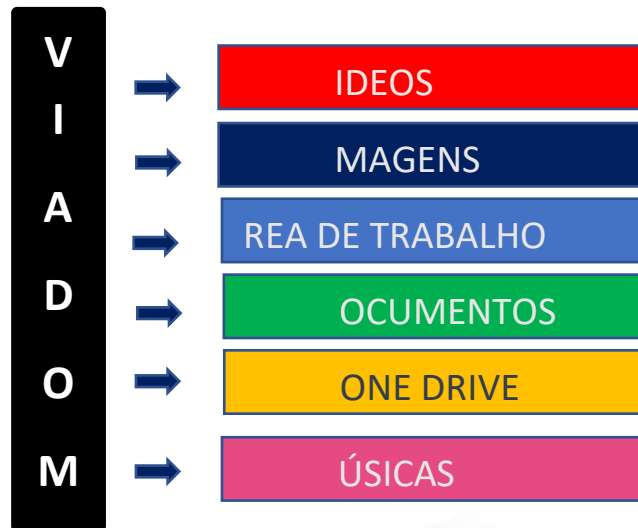 V IDEOS
I MAGENS
A REA DE TRABALHO
D OCUMENTOS
O ONE DRIVE
M ÚSICAS